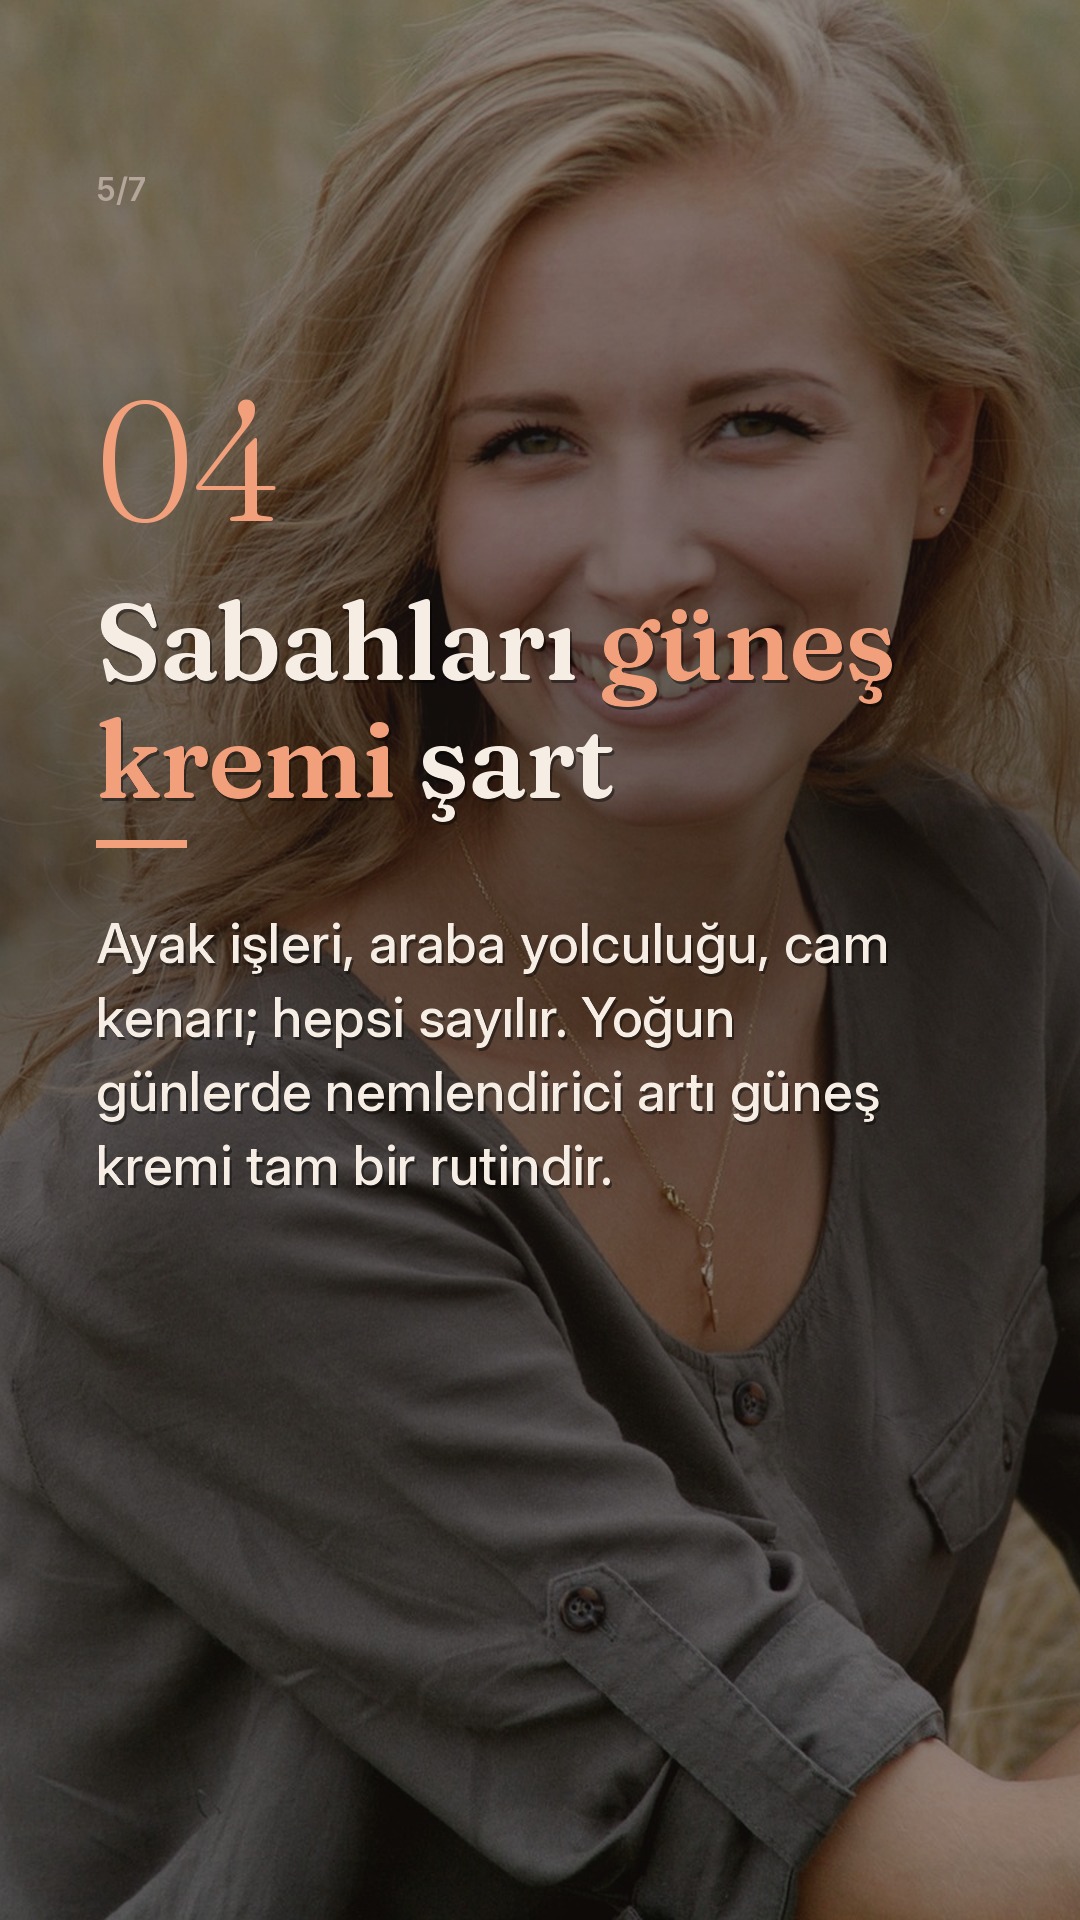 5/7
04
Sabahları güneş
kremi şart
Ayak işleri, araba yolculuğu, cam
kenarı; hepsi sayılır. Yoğun
günlerde nemlendirici artı güneş
kremi tam bir rutindir.